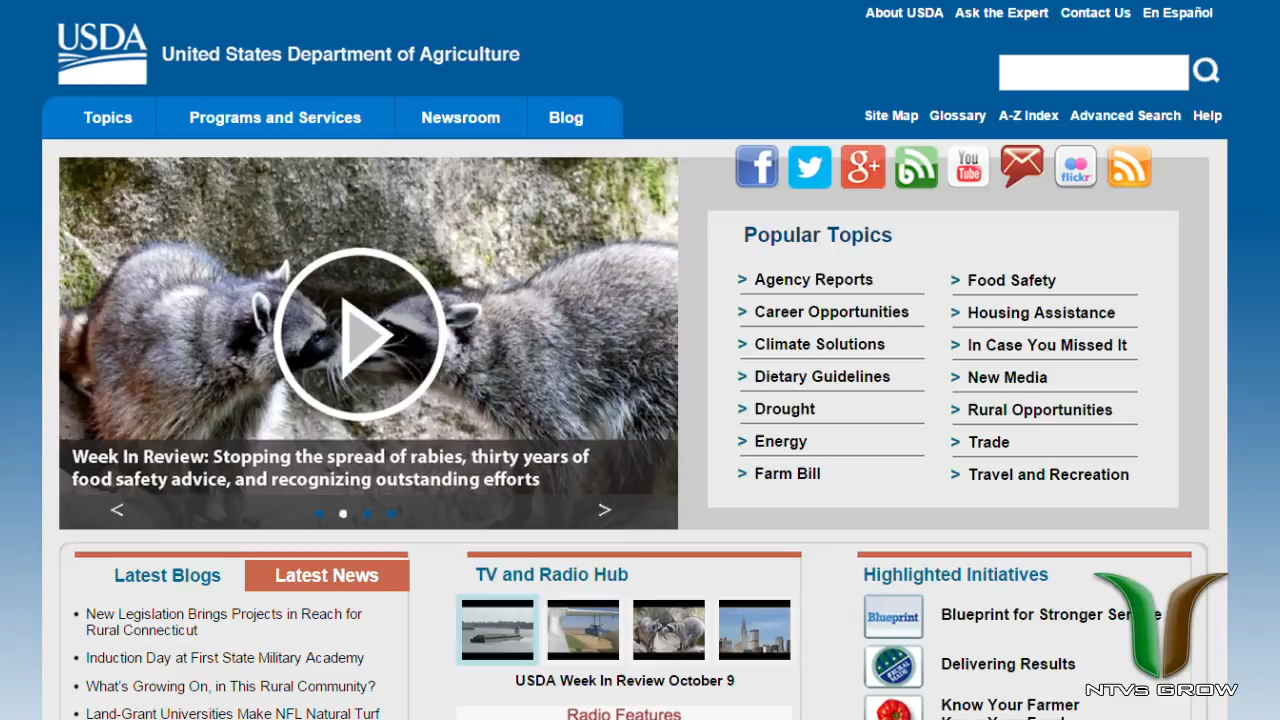 About USDA Ask the Expert Contact Us En Español
USDA
United States Department of Agriculture
Topics Programs and Services Newsroom Blog
Site Map Glossary A-Z Index Advanced Search Help
f g+ b You Tube flickr
Popular Topics
> Agency Reports
> Career Opportunities
> Climate Solutions
> Dietary Guidelines
> Drought
> Energy
> Farm Bill
> Food Safety
> Housing Assistance
> In Case You Missed It
> New Media
> Rural Opportunities
> Trade
> Travel and Recreation
Week In Review: Stopping the spread of rabies, thirty years of
food safety advice, and recognizing outstanding efforts
< >
Latest Blogs Latest News
• New Legislation Brings Projects in Reach for
Rural Connecticut
• Induction Day at First State Military Academy
• What's Growing On, in This Rural Community?
• Land-Grant Universities Make NFL Natural Turf
TV and Radio Hub
USDA Week In Review October 9
Radio Features
Highlighted Initiatives
Blueprint
Blueprint for Stronger Ser e
Delivering Results
Know Your Farmer
Know Your Food
NTVS GROW